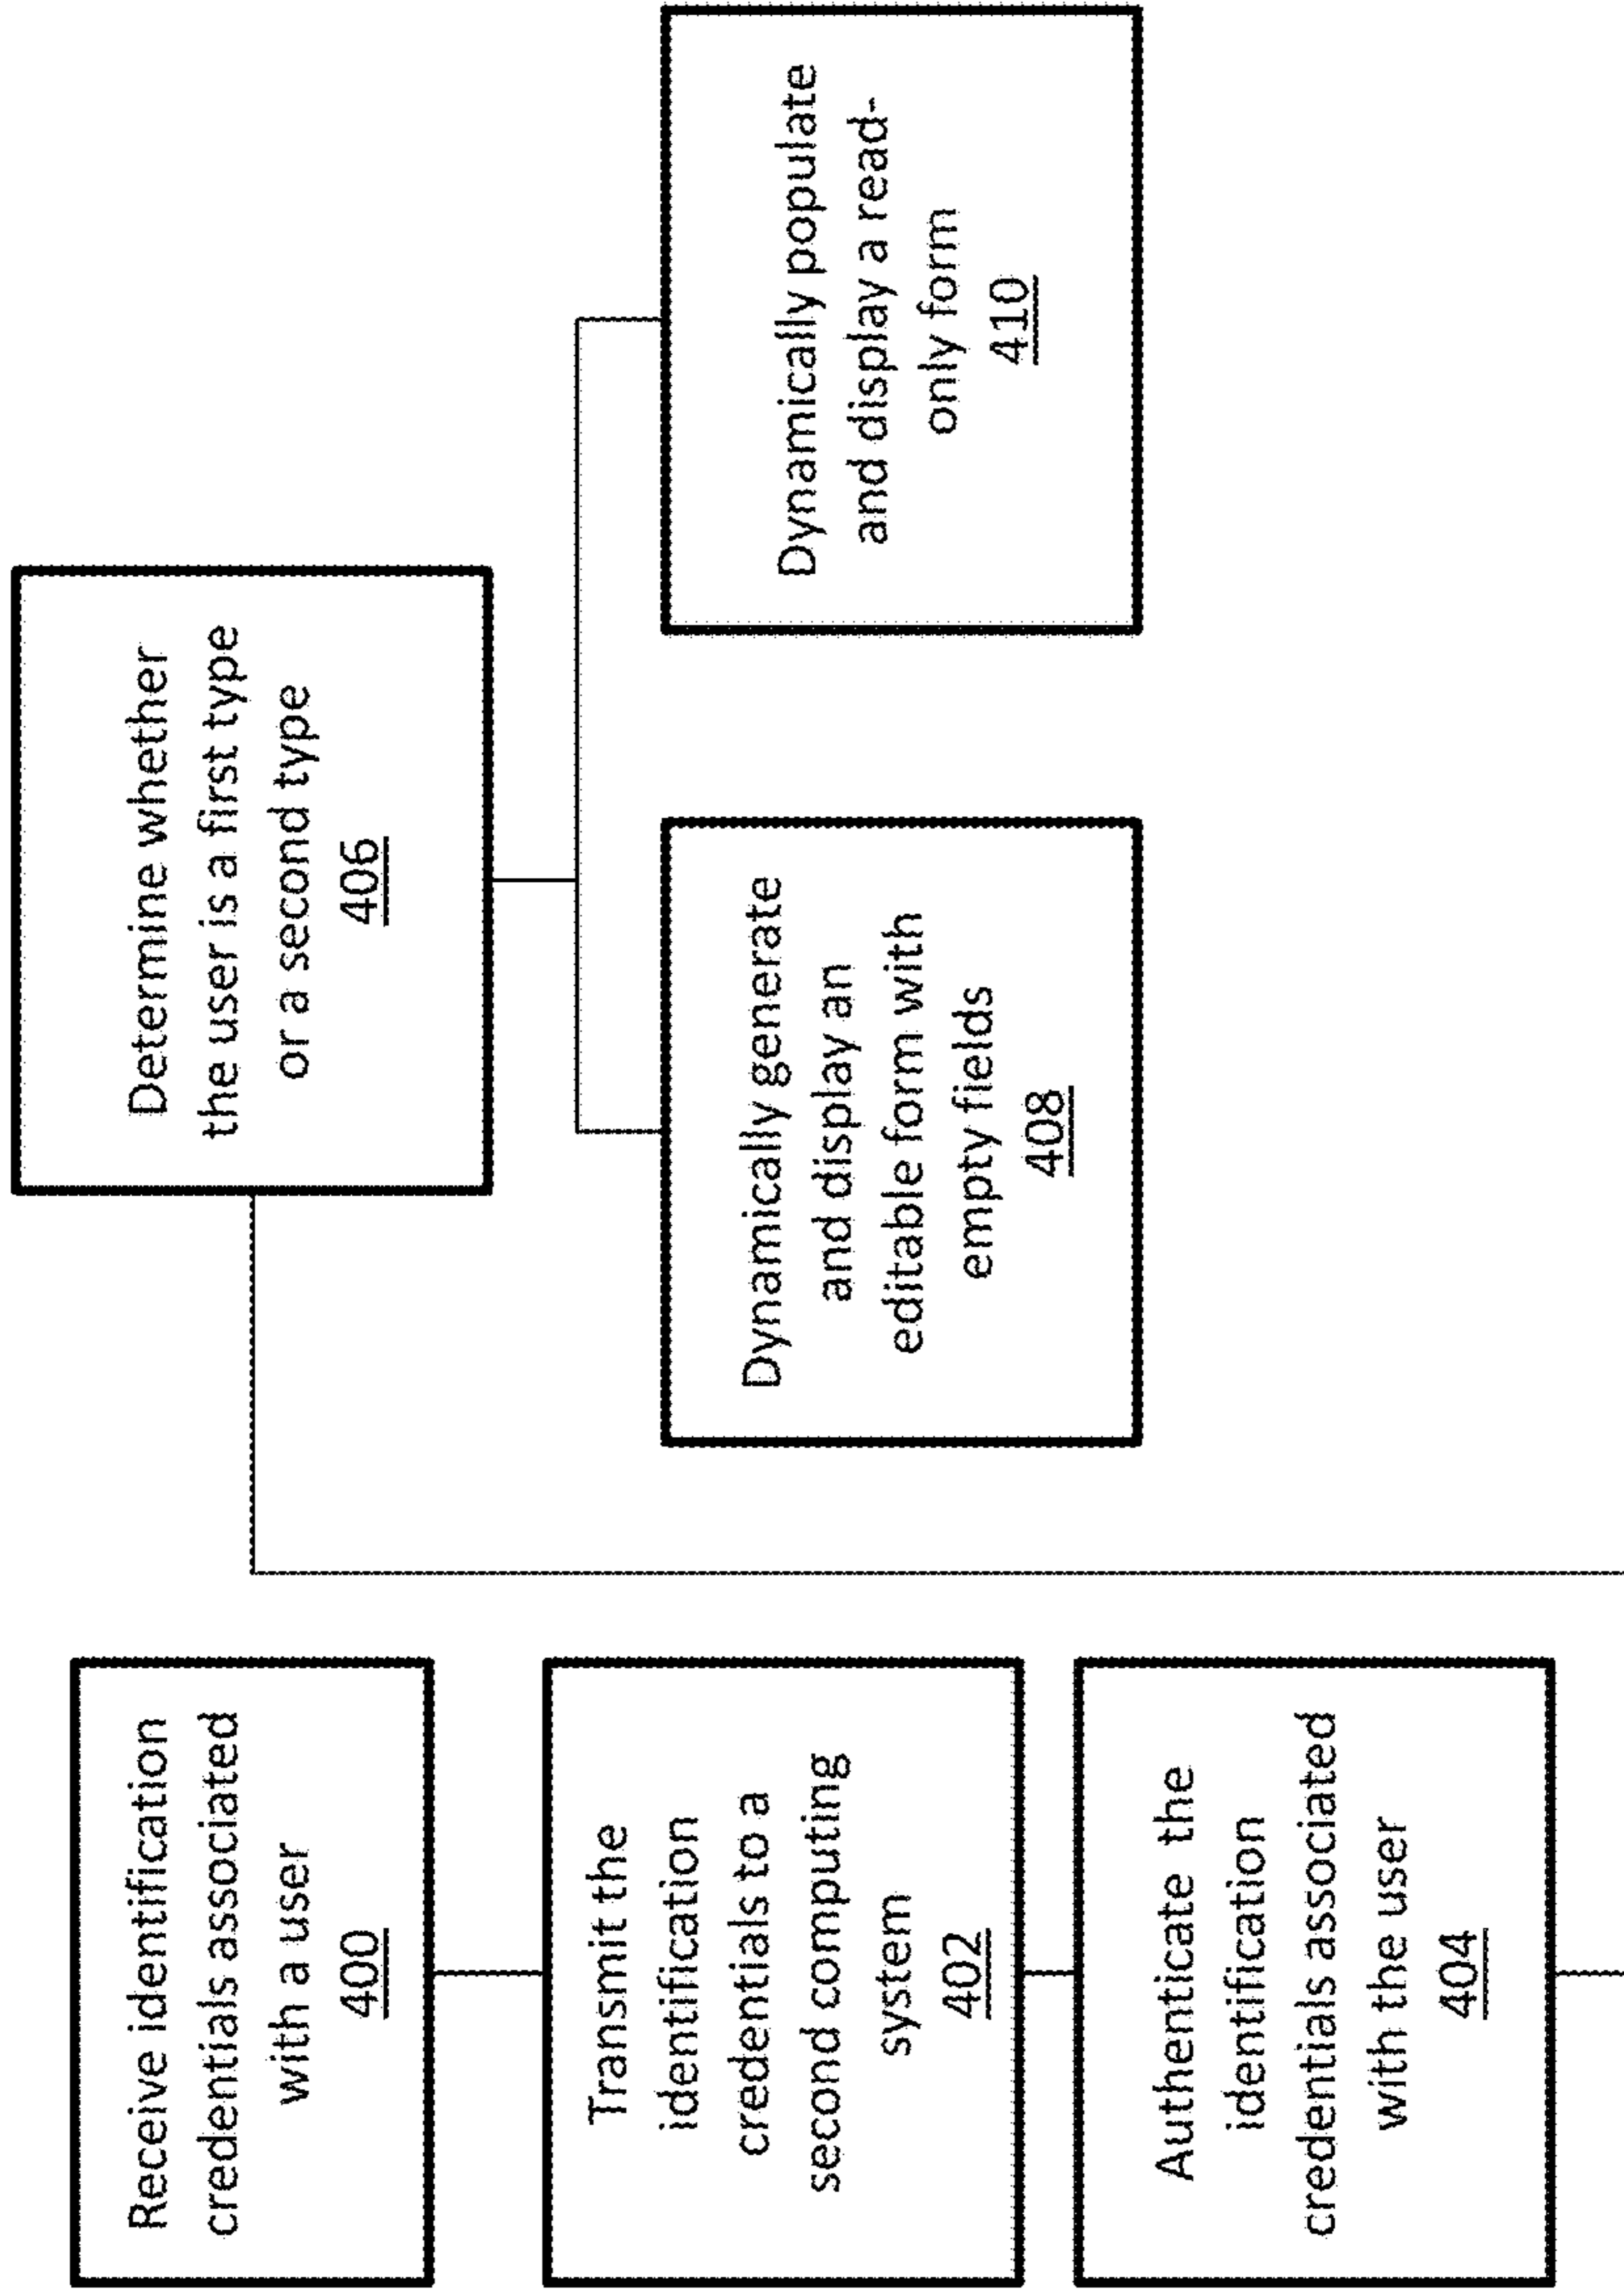 Receive identification
credentials associated
with a user
400
Transmit the
identification
credentials to a
second computing
system
402
Authenticate the
identification
credentials associated
with the user
404
Determine whether
the user is a first type
or a second type
406
Dynamically generate
and display an
editable form with
empty fields
408
Dynamically populate
and display a read-
only form
410